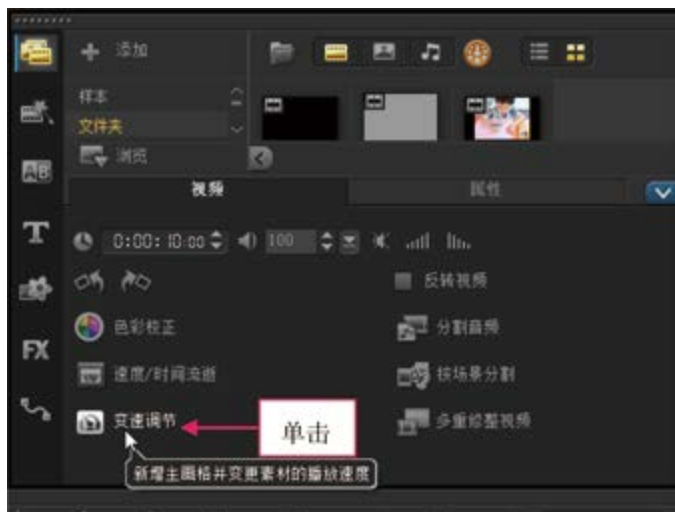 添加
样本
文件夹
浏览
AB
视频
属性
T
0:00:10:00
100
反转视频
色彩校正
分割音频
FX
速度/时间流逝
按场景分割
变速调节
单击
多重修整视频
新增主画格并变更素材的播放速度